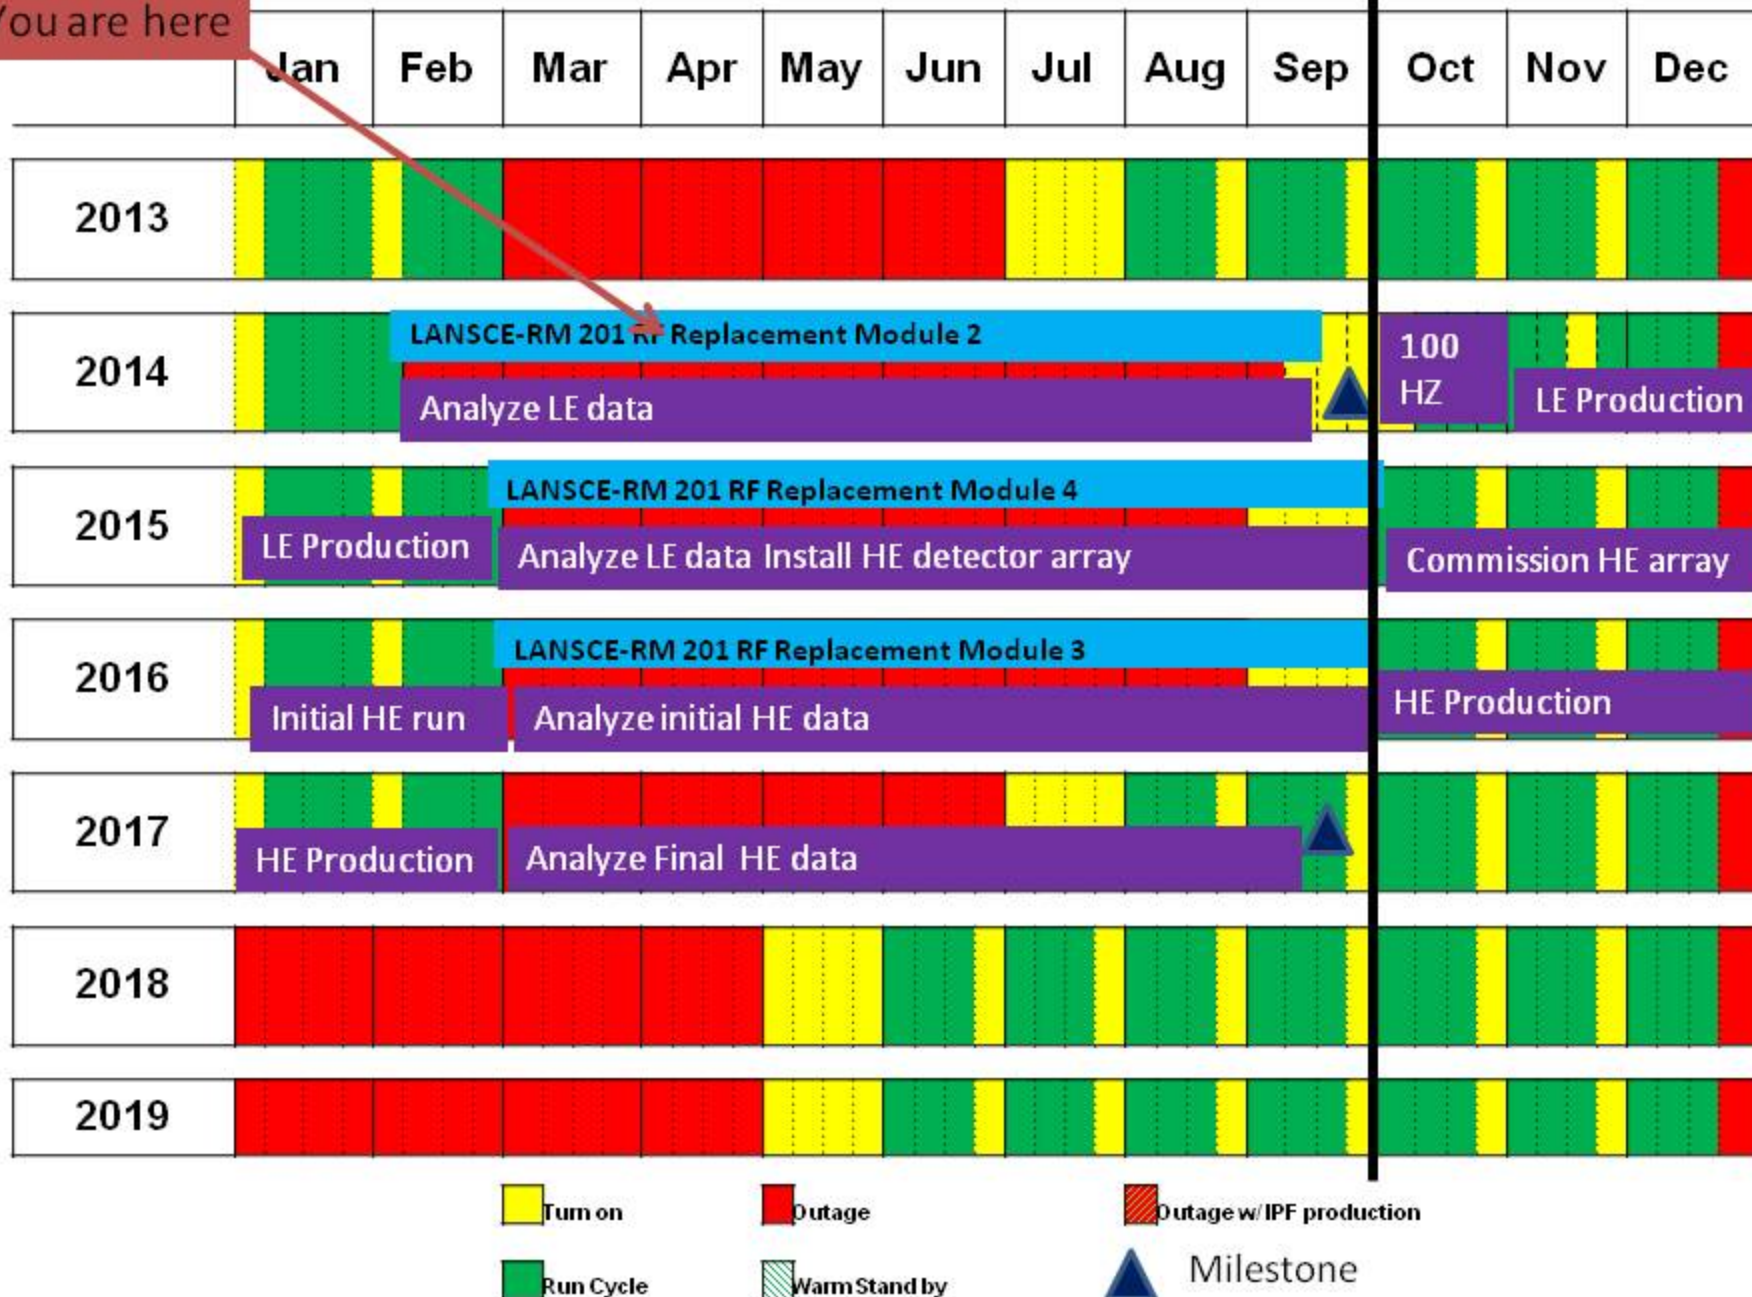 You are here
Jan Feb Mar Apr May Jun Jul Aug Sep Oct Nov Dec
2013
2014
LANSCE-RM 201 RF Replacement Module 2
Analyze LE data
100
HZ
LE Production
2015
LANSCE-RM 201 RF Replacement Module 4
LE Production
Analyze LE data Install HE detector array
Commission HE array
2016
LANSCE-RM 201 RF Replacement Module 3
Initial HE run
Analyze initial HE data
HE Production
2017
HE Production
Analyze Final HE data
2018
2019
Turn on
Outage
Outage w/ IPF production
Run Cycle
Warm Stand by
Milestone